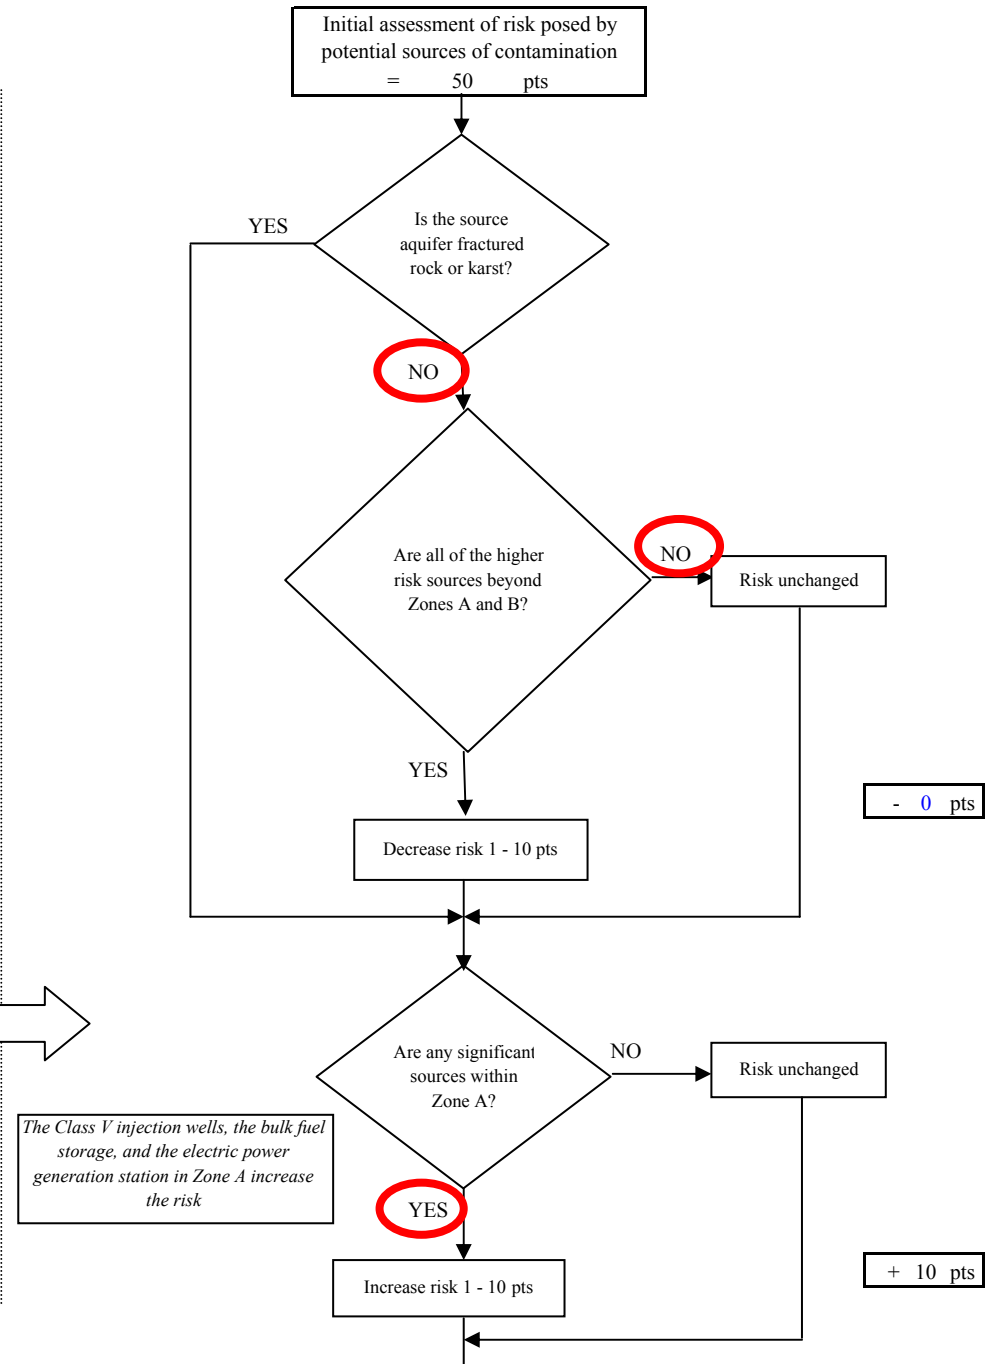 Initial assessment of risk posed by
potential sources of contamination
= 50 pts
YES
Is the source
aquifer fractured
rock or karst?
NO
Are all of the higher
risk sources beyond
Zones A and B?
NO
Risk unchanged
YES
- 0 pts
Decrease risk 1 - 10 pts
Are any significant
sources within
Zone A?
NO
Risk unchanged
The Class V injection wells, the bulk fuel
storage, and the electric power
generation station in Zone A increase
the risk
YES
+ 10 pts
Increase risk 1 - 10 pts